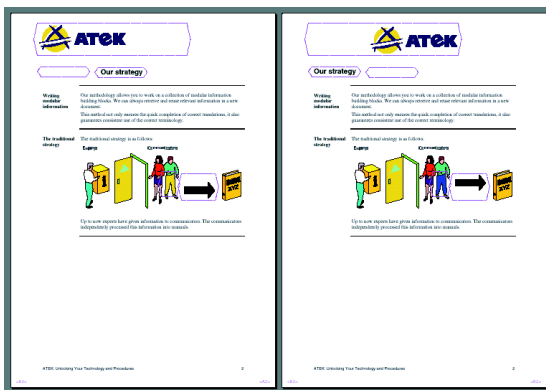 ATEK
Our strategy
Writing
modular
information
Our methodology allows you to work on a collection of modular information
building blocks. We can always retrieve and retain relevant information in a new
document.
This method not only ensures the quick completion of correct translations, it also
guarantees consistent use of the correct terminology.
The traditional
strategy
The traditional strategy is as follows:
Experts
Communicators
XYZ
Up to now experts have given information to communicators. The communicators
independently processed this information into manuals.
ATEK: Unlocking Your Technology and Procedures
2
ATEK
Our strategy
Writing
modular
information
Our methodology allows you to work on a collection of modular information
building blocks. We can always retrieve and retain relevant information in a new
document.
This method not only ensures the quick completion of correct translations, it also
guarantees consistent use of the correct terminology.
The traditional
strategy
The traditional strategy is as follows:
Experts
Communicators
XYZ
Up to now experts have given information to communicators. The communicators
independently processed this information into manuals.
ATEK: Unlocking Your Technology and Procedures
2